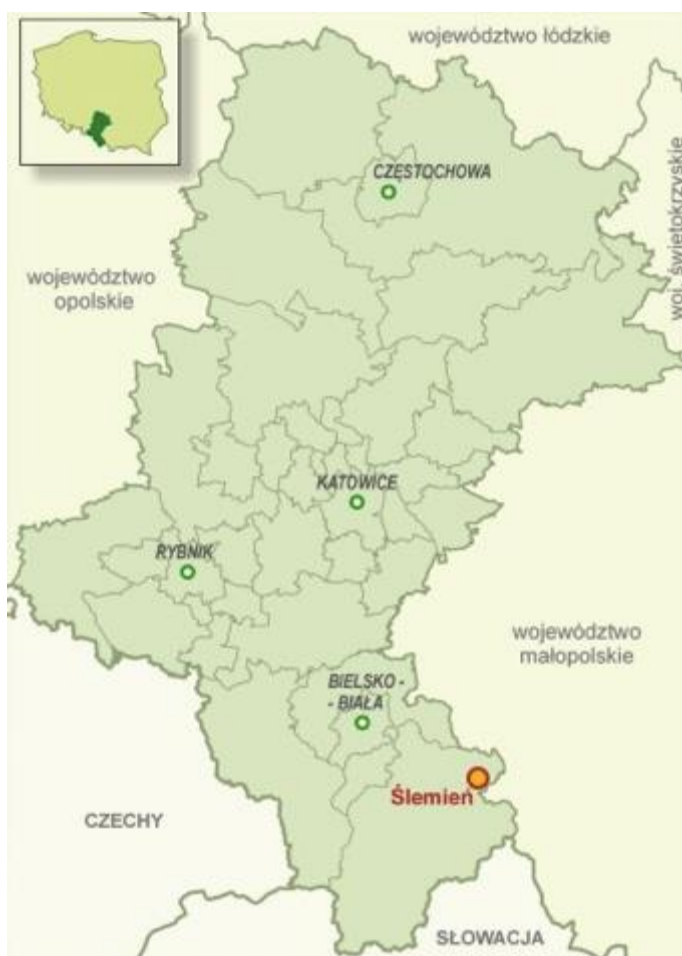 województwo łódzkie
CZĘSTOCHOWA
woj. świętokrzyskie
województwo
opolskie
KATOWICE
RYBNIK
województwo
małopolskie
BIELSKO -
- BIAŁA
Ślemień
CZECHY
SŁOWACJA